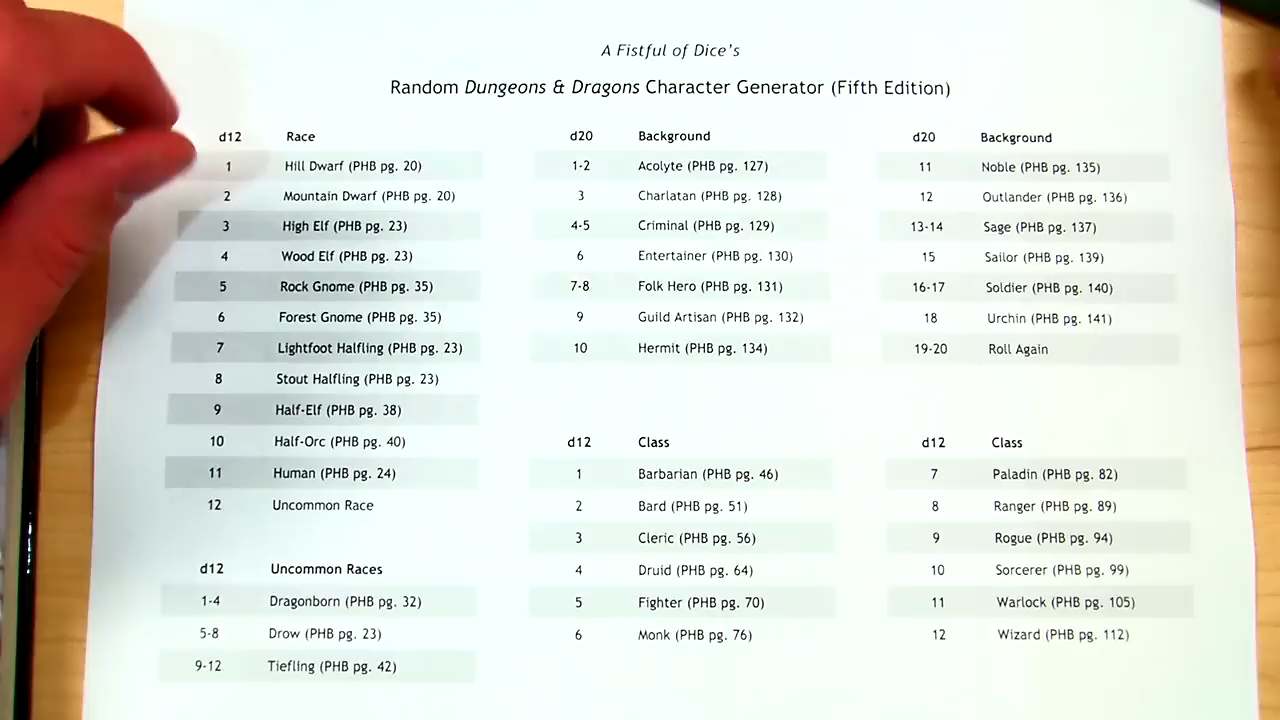 A Fistful of Dice's
Random Dungeons & Dragons Character Generator (Fifth Edition)
d12 Race
1 Hill Dwarf (PHB pg. 20)
2 Mountain Dwarf (PHB pg. 20)
3 High Elf (PHB pg. 23)
4 Wood Elf (PHB pg. 23)
5 Rock Gnome (PHB pg. 35)
6 Forest Gnome (PHB pg. 35)
7 Lightfoot Halfling (PHB pg. 23)
8 Stout Halfling (PHB pg. 23)
9 Half-Elf (PHB pg. 38)
10 Half-Orc (PHB pg. 40)
11 Human (PHB pg. 24)
12 Uncommon Race
d12 Uncommon Races
1-4 Dragonborn (PHB pg. 32)
5-8 Drow (PHB pg. 23)
9-12 Tiefling (PHB pg. 42)
d20 Background
1-2 Acolyte (PHB pg. 127)
3 Charlatan (PHB pg. 128)
4-5 Criminal (PHB pg. 129)
6 Entertainer (PHB pg. 130)
7-8 Folk Hero (PHB pg. 131)
9 Guild Artisan (PHB pg. 132)
10 Hermit (PHB pg. 134)
d20 Background
11 Noble (PHB pg. 135)
12 Outlander (PHB pg. 136)
13-14 Sage (PHB pg. 137)
15 Sailor (PHB pg. 139)
16-17 Soldier (PHB pg. 140)
18 Urchin (PHB pg. 141)
19-20 Roll Again
d12 Class
1 Barbarian (PHB pg. 46)
2 Bard (PHB pg. 51)
3 Cleric (PHB pg. 56)
4 Druid (PHB pg. 64)
5 Fighter (PHB pg. 70)
6 Monk (PHB pg. 76)
d12 Class
7 Paladin (PHB pg. 82)
8 Ranger (PHB pg. 89)
9 Rogue (PHB pg. 94)
10 Sorcerer (PHB pg. 99)
11 Warlock (PHB pg. 105)
12 Wizard (PHB pg. 112)